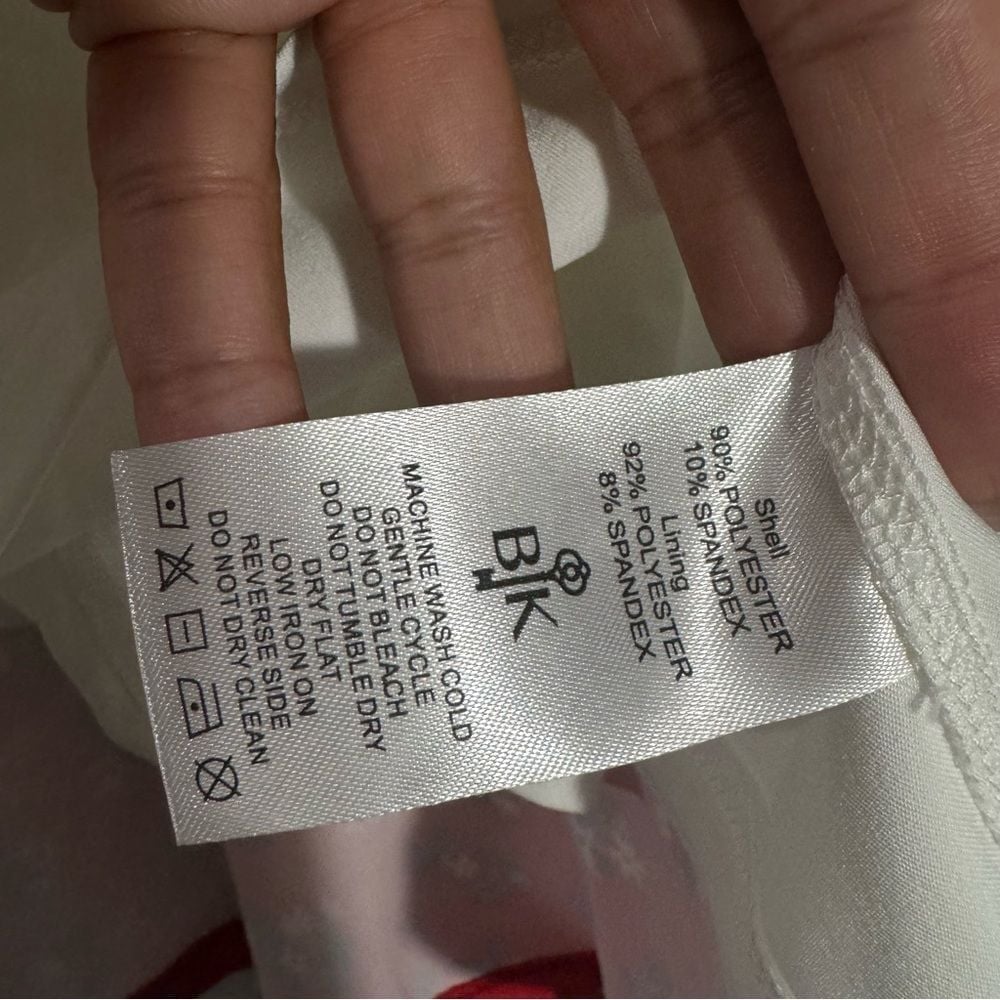 Shell
90% POLYESTER
10% SPANDEX
Lining
92% POLYESTER
8% SPANDEX
BJK
MACHINE WASH COLD
GENTLE CYCLE
DO NOT BLEACH
DO NOT TUMBLE DRY
DRY FLAT
LOW IRON ON
REVERSE SIDE
DO NOT DRY CLEAN